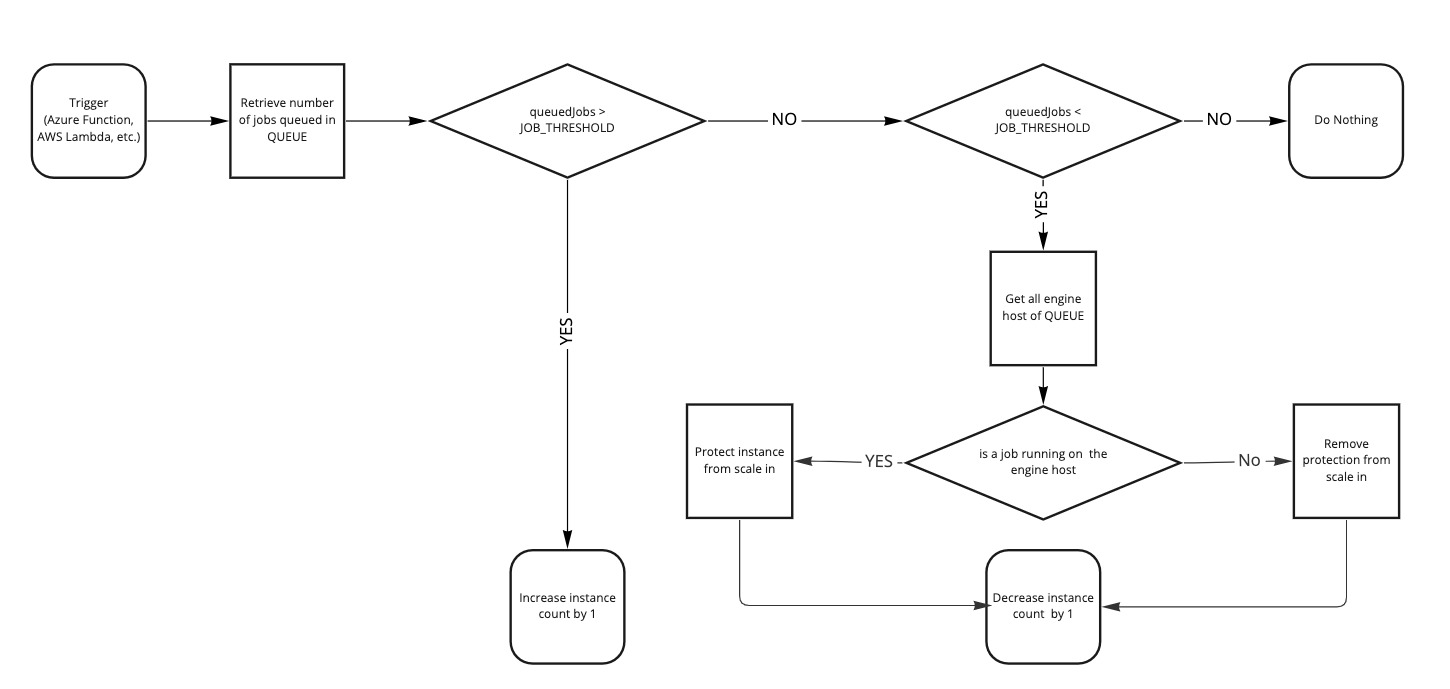 Trigger
(Azure Function,
AWS Lambda, etc.)
Retrieve number
of jobs queued in
QUEUE
queuedJobs >
JOB_THRESHOLD
NO
queuedJobs <
JOB_THRESHOLD
NO
Do Nothing
YES
Get all engine
host of QUEUE
YES
Protect instance
from scale in
YES
is a job running on  the
engine host
No
Remove
protection from
scale in
Increase instance
count by 1
Decrease instance
count  by 1